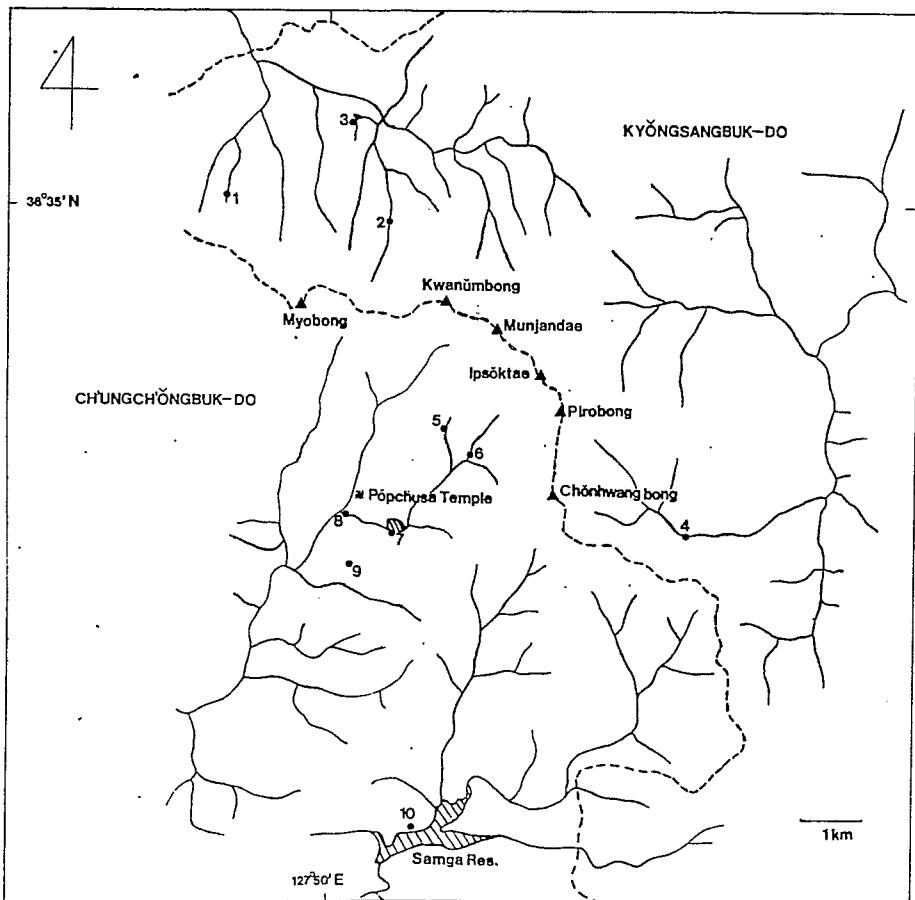 3
KYŎNGSANGBUK-DO
1
36°35' N
2
Kwanŭmbong
Myobong
Munjandae
Ipsŏktae
CH'UNGCH'ŎNGBUK-DO
Pirobong
5
6
Pŏpchusa Temple
Chŏnhwang bong
8
7
4
9
10
1km
Samga Res.
127°50' E